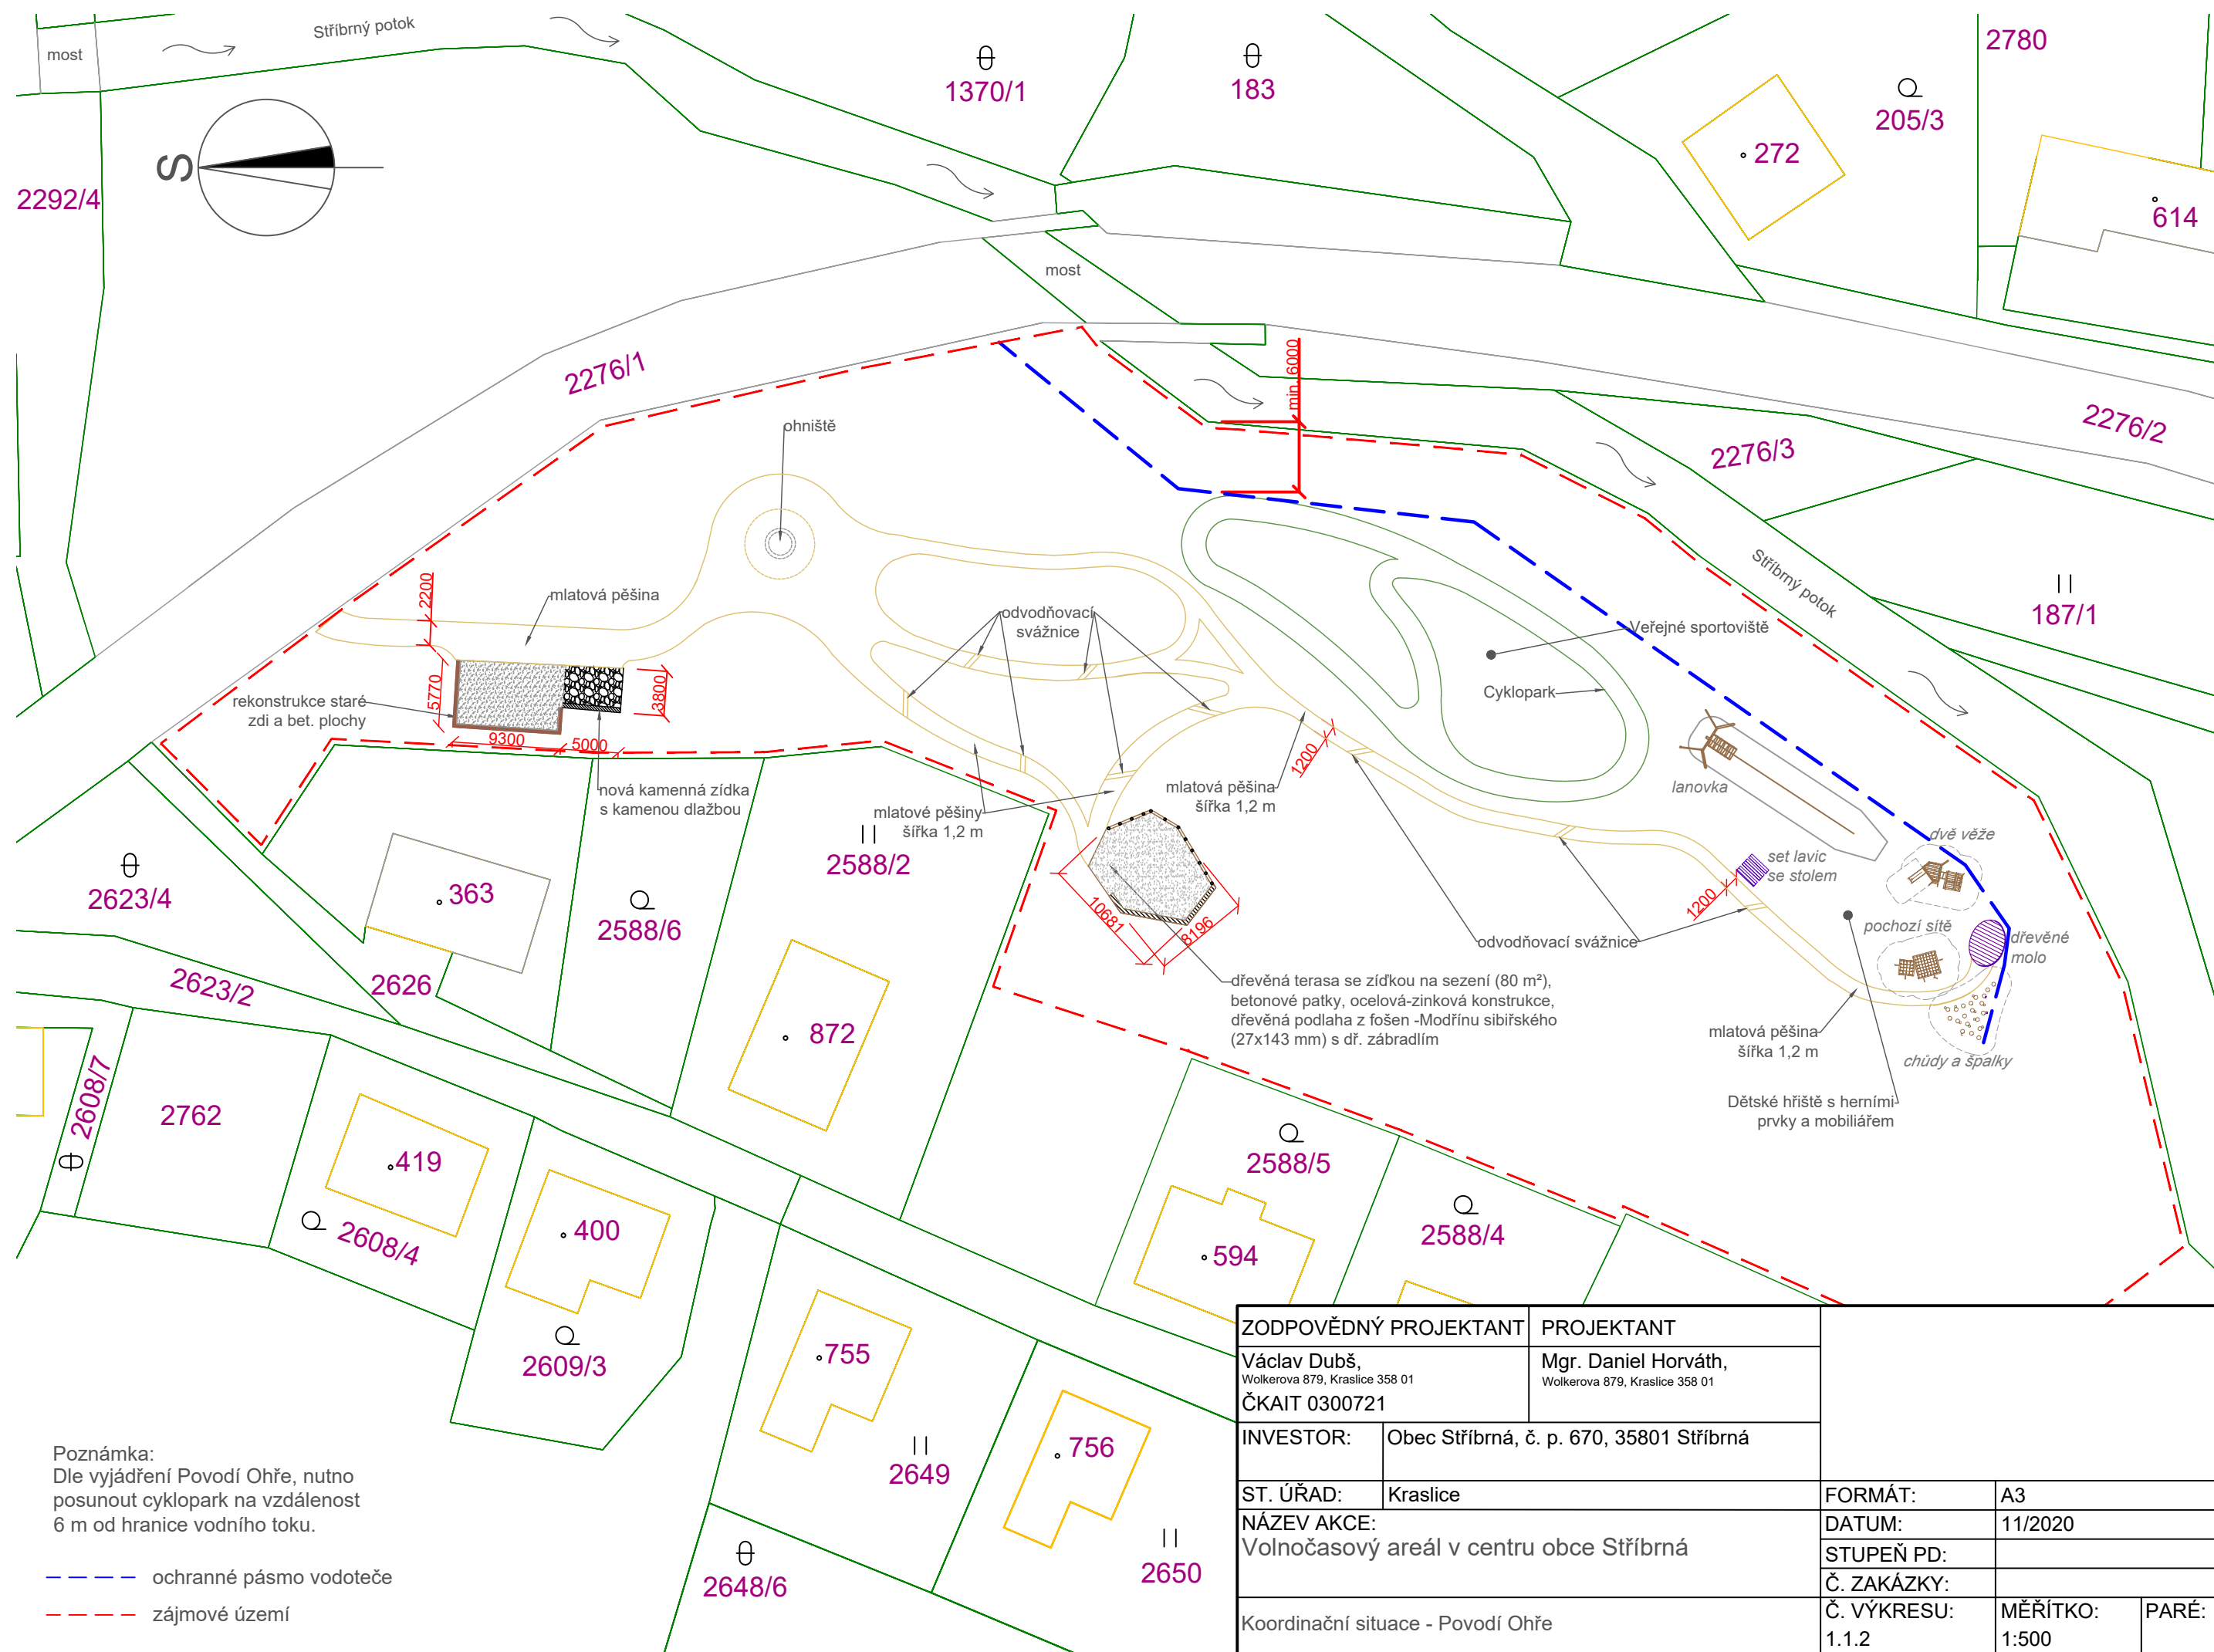 most
Stříbrný potok
1370/1
183
2780
205/3
272
614
S
2292/4
most
2276/1
min. 6000
2276/2
2276/3
ohniště
Stříbrný potok
187/1
2200
mlatová pěšina
odvodňovací
svážnice
Veřejné sportoviště
Cyklopark
rekonstrukce staré
zdi a bet. plochy
5770
3800
9300
5000
nová kamenná zídka
s kamenou dlažbou
mlatové pěšiny
šířka 1,2 m
mlatová pěšina
šířka 1,2 m
1200
lanovka
dvě věže
set lavic
se stolem
1200
pochozí sítě
dřevěné
molo
2623/4
363
2588/6
2588/2
10681
8196
odvodňovací svážnice
2623/2
2626
872
dřevěná terasa se zíďkou na sezení (80 m²),
betonové patky, ocelová-zinková konstrukce,
dřevěná podlaha z fošen -Modřínu sibiřského
(27x143 mm) s dř. zábradlím
mlatová pěšina
šířka 1,2 m
chůdy a špalky
Dětské hřiště s herními
prvky a mobiliářem
2608/7
2762
419
2608/4
400
2609/3
2588/5
594
2588/4
755
2649
756
2648/6
2650
Poznámka:
Dle vyjádření Povodí Ohře, nutno
posunout cyklopark na vzdálenost
6 m od hranice vodního toku.
ochranné pásmo vodoteče
zájmové území
ZODPOVĚDNÝ PROJEKTANT
PROJEKTANT
Václav Dubš,
Wolkerova 879, Kraslice 358 01
ČKAIT 0300721
Mgr. Daniel Horváth,
Wolkerova 879, Kraslice 358 01
INVESTOR:
Obec Stříbrná, č. p. 670, 35801 Stříbrná
ST. ÚŘAD:
Kraslice
FORMÁT:
A3
NÁZEV AKCE:
Volnočasový areál v centru obce Stříbrná
DATUM:
11/2020
STUPEŇ PD:
Č. ZAKÁZKY:
Koordinační situace - Povodí Ohře
Č. VÝKRESU:
1.1.2
MĚŘÍTKO:
1:500
PARÉ: